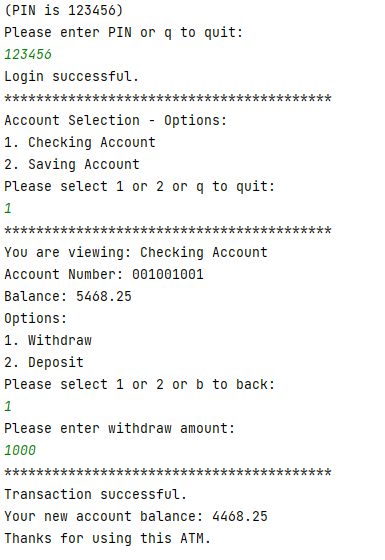 (PIN is 123456)
Please enter PIN or q to quit:
123456
Login successful.
*****************************************
Account Selection - Options:
1. Checking Account
2. Saving Account
Please select 1 or 2 or q to quit:
1
*****************************************
You are viewing: Checking Account
Account Number: 001001001
Balance: 5468.25
Options:
1. Withdraw
2. Deposit
Please select 1 or 2 or b to back:
1
Please enter withdraw amount:
1000
*****************************************
Transaction successful.
Your new account balance: 4468.25
Thanks for using this ATM.